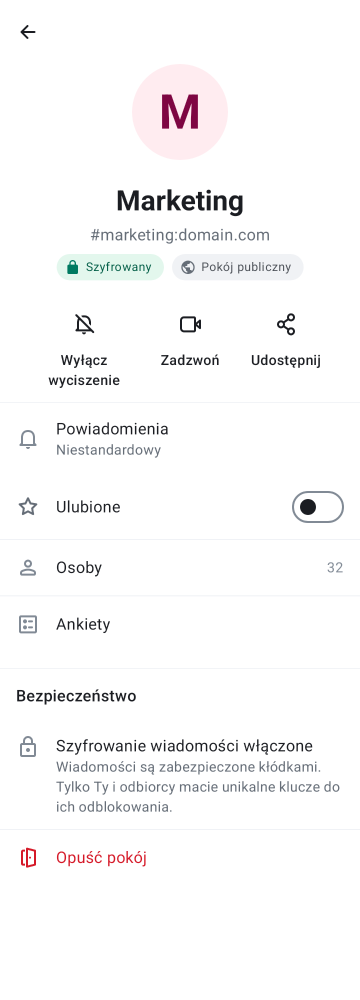 M
Marketing
#marketing:domain.com
Szyfrowany
Pokój publiczny
Wyłącz
wyciszenie
Zadzwoń
Udostępnij
Powiadomienia
Niestandardowy
Ulubione
Osoby
32
Ankiety
Bezpieczeństwo
Szyfrowanie wiadomości włączone
Wiadomości są zabezpieczone kłódkami.
Tylko Ty i odbiorcy macie unikalne klucze do
ich odblokowania.
Opuść pokój